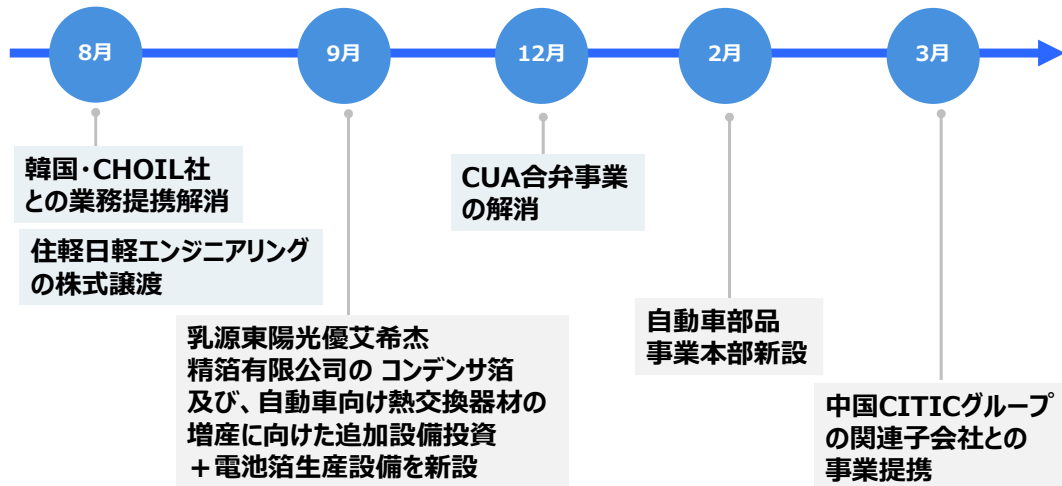 8月
9月
12月
2月
3月
韓国・CHOIL社
との業務提携解消
住軽日軽エンジニアリング
の株式譲渡
乳源東陽光優艾希杰
精箔有限公司の コンデンサ箔
及び、自動車向け熱交換器材の
増産に向けた追加設備投資
＋電池箔生産設備を新設
CUA合弁事業
の解消
自動車部品
事業本部新設
中国CITICグループ
の関連子会社との
事業提携